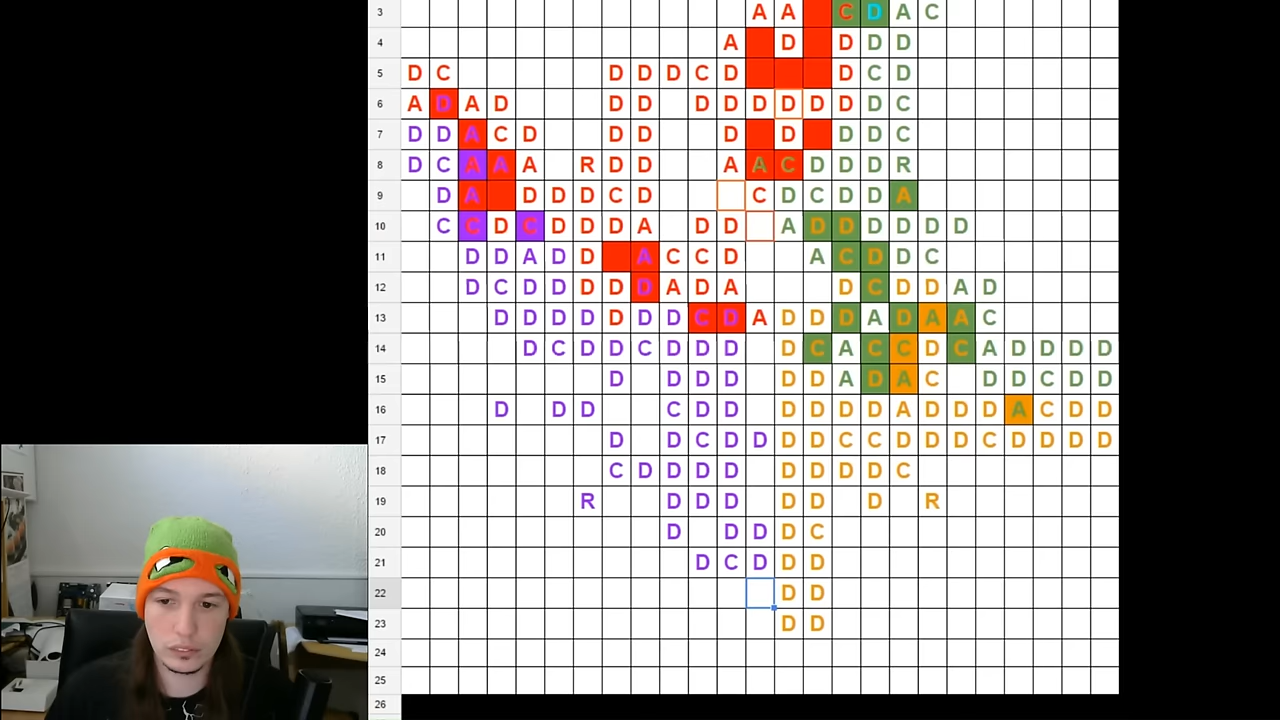 3 A A C D A C
4 A D D D D
5 D C D D D C D D C D
6 A D A D D D D D D D D D D C
7 D D A C D D D D D D D C
8 D C A A A R D D A A C D D D R
9 D A D D D C D C D C D D A
10 C C D C D D D A D D A D D D D D D
11 D D A D D A C C D A C D D C
12 D C D D D D D A D A D C D D A D
13 D D D D D D D C D A D D D A D A A C
14 D C D D C D D D D C A C C D C A D D D D
15 D D D D D D A D A C D D C D D
16 D D D C D D D D D D A D D D A C D D
17 D D C D D D D C C D D D C D D D D
18 C D D D D D D D D C
19 R D D D D D D R
20 D D D D C
21 D C D D D
22 D D
23 D D
24
25
26